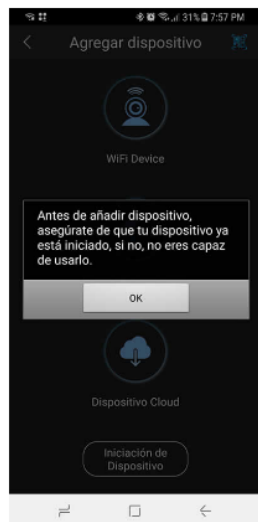 31% 7:57 PM
Agregar dispositivo
WiFi Device
Antes de añadir dispositivo,
asegúrate de que tu dispositivo ya
está iniciado, si no, no eres capaz
de usarlo.
OK
Dispositivo Cloud
Iniciación de
Dispositivo